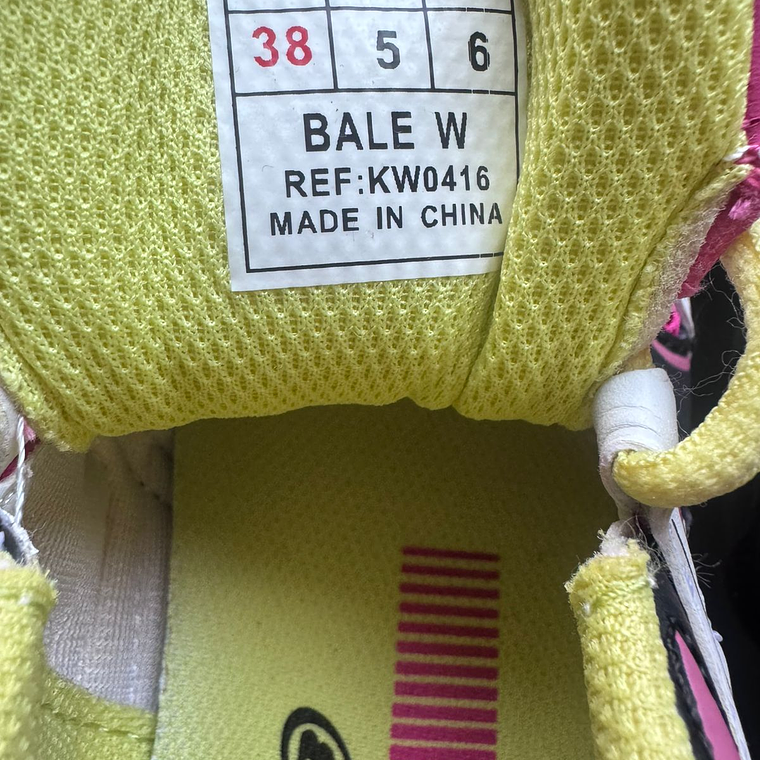 38 5 6
BALE W
REF:KW0416
MADE IN CHINA